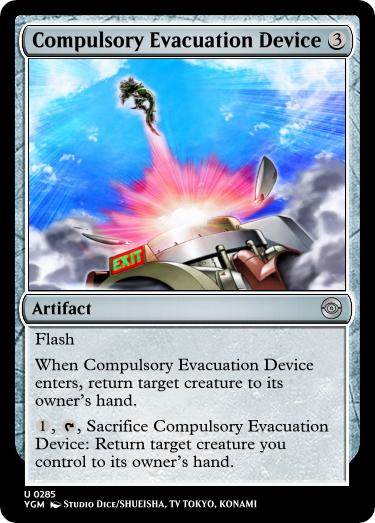 Compulsory Evacuation Device 3
EXIT
Artifact
Flash
When Compulsory Evacuation Device
enters, return target creature to its
owner's hand.
1, , Sacrifice Compulsory Evacuation
Device: Return target creature you
control to its owner's hand.
U 0285
YGM Studio Dice/SHUEISHA, TV TOKYO, KONAMI